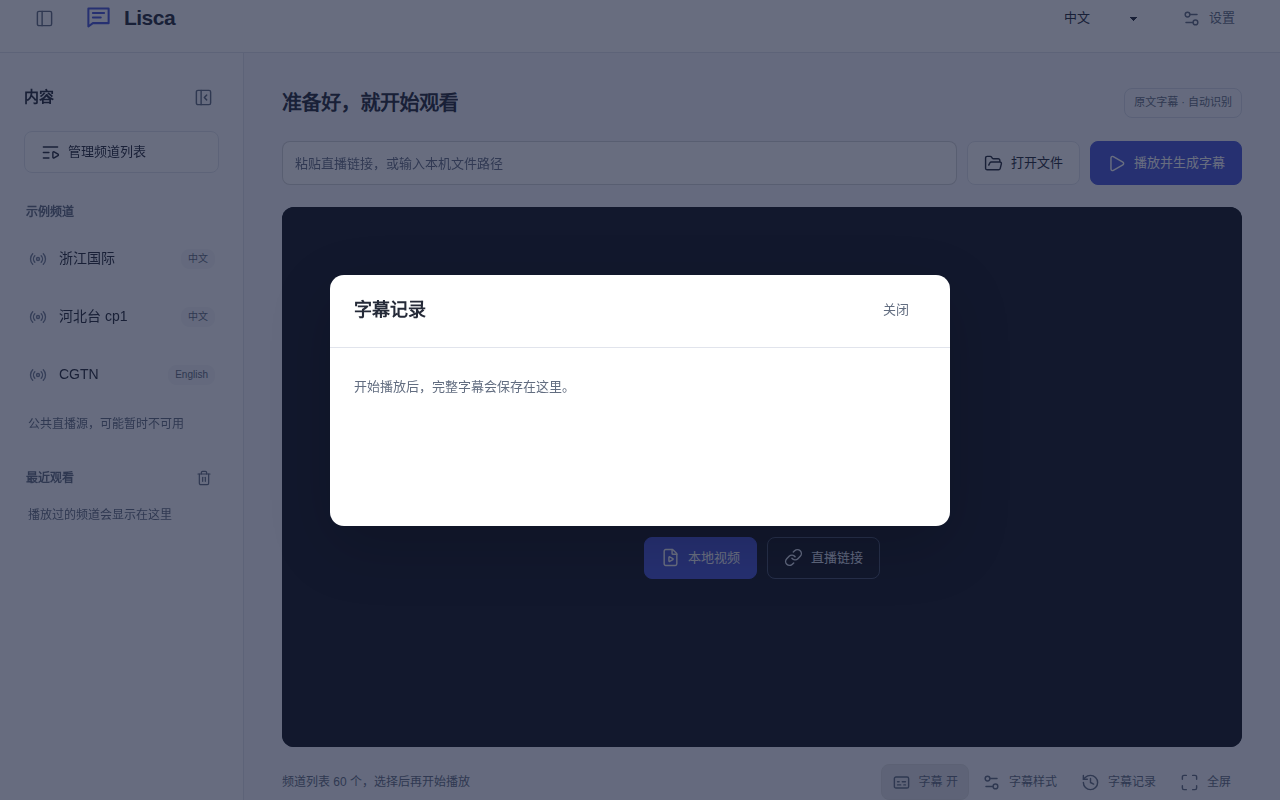 Lisca
中文
设置
内容
管理频道列表
示例频道
浙江国际 中文
河北台 cp1 中文
CGTN English
公共直播源，可能暂时不可用
最近观看
播放过的频道会显示在这里
准备好，就开始观看
原文字幕 · 自动识别
粘贴直播链接，或输入本机文件路径
打开文件
播放并生成字幕
字幕记录
关闭
开始播放后，完整字幕会保存在这里。
本地视频
直播链接
频道列表 60 个，选择后再开始播放
字幕 开
字幕样式
字幕记录
全屏